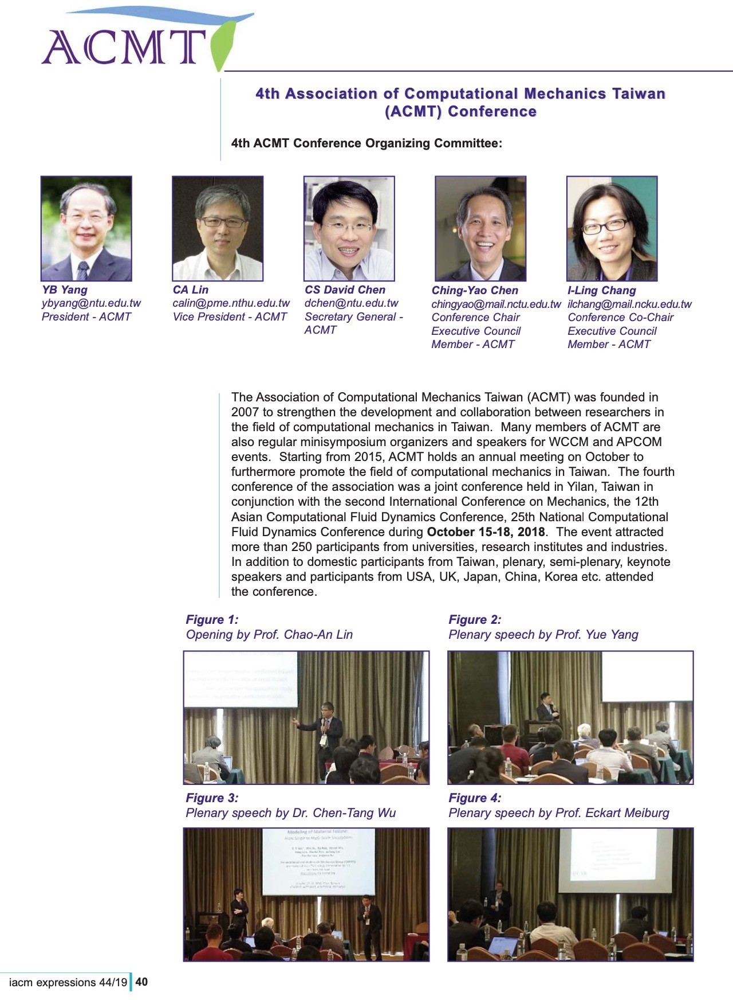 ACMT
4th Association of Computational Mechanics Taiwan
(ACMT) Conference
4th ACMT Conference Organizing Committee:
YB Yang
ybyang@ntu.edu.tw
President - ACMT
CA Lin
calin@pme.nthu.edu.tw
Vice President - ACMT
CS David Chen
dchen@ntu.edu.tw
Secretary General -
ACMT
Ching-Yao Chen
chingyao@mail.nctu.edu.tw
Conference Chair
Executive Council
Member - ACMT
I-Ling Chang
ilchang@mail.ncku.edu.tw
Conference Co-Chair
Executive Council
Member - ACMT
The Association of Computational Mechanics Taiwan (ACMT) was founded in
2007 to strengthen the development and collaboration between researchers in
the field of computational mechanics in Taiwan.  Many members of ACMT are
also regular minisymposium organizers and speakers for WCCM and APCOM
events.  Starting from 2015, ACMT holds an annual meeting on October to
furthermore promote the field of computational mechanics in Taiwan.  The fourth
conference of the association was a joint conference held in Yilan, Taiwan in
conjunction with the second International Conference on Mechanics, the 12th
Asian Computational Fluid Dynamics Conference, 25th National Computational
Fluid Dynamics Conference during October 15-18, 2018.  The event attracted
more than 250 participants from universities, research institutes and industries.
In addition to domestic participants from Taiwan, plenary, semi-plenary, keynote
speakers and participants from USA, UK, Japan, China, Korea etc. attended
the conference.
Figure 1:
Opening by Prof. Chao-An Lin
Figure 2:
Plenary speech by Prof. Yue Yang
Figure 3:
Plenary speech by Dr. Chen-Tang Wu
Figure 4:
Plenary speech by Prof. Eckart Meiburg
Modeling of Material Failure:
From Single to Multi Scale Simulations
iacm expressions 44/19 40